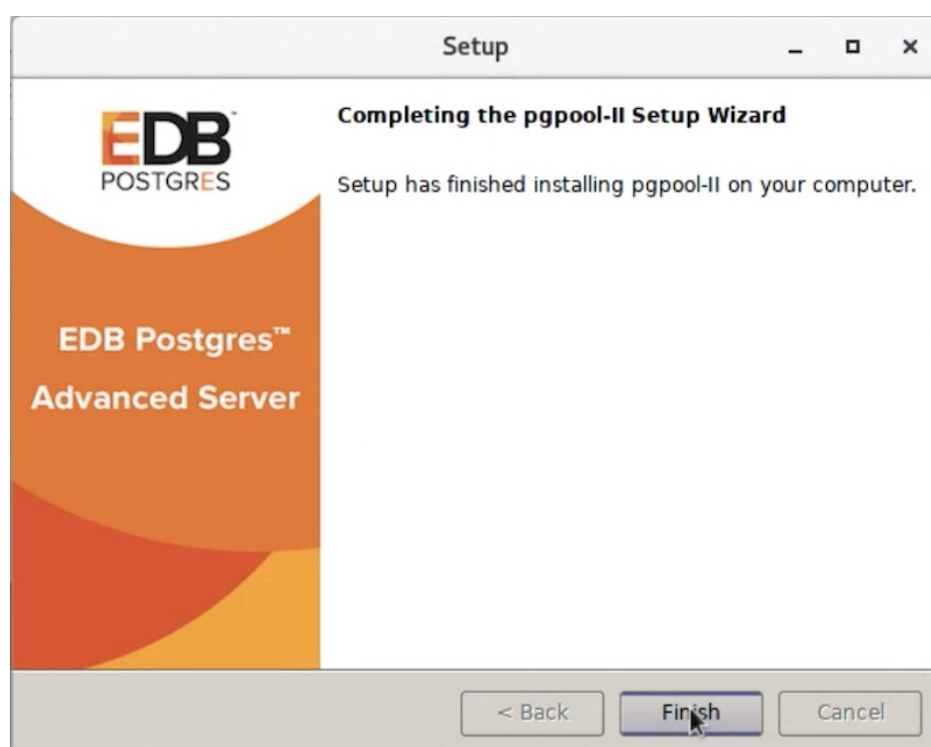 Setup
EDB™
POSTGRES
EDB Postgres™
Advanced Server
Completing the pgpool-II Setup Wizard
Setup has finished installing pgpool-II on your computer.
< Back
Finish
Cancel